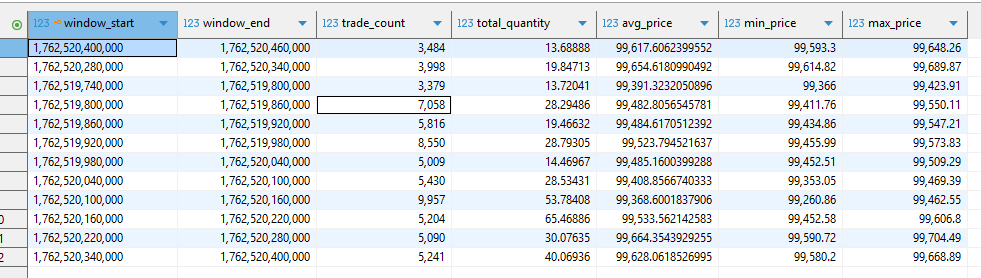 123 window_start 123 window_end 123 trade_count 123 total_quantity 123 avg_price 123 min_price 123 max_price
1,762,520,400,000 1,762,520,460,000 3,484 13.68888 99,617.6062399552 99,593.3 99,648.26
1,762,520,280,000 1,762,520,340,000 3,998 19.84713 99,654.6180990492 99,614.82 99,689.87
1,762,519,740,000 1,762,519,800,000 3,379 13.72041 99,391.3232050896 99,366 99,423.91
1,762,519,800,000 1,762,519,860,000 7,058 28.29486 99,482.8056545781 99,411.76 99,550.11
1,762,519,860,000 1,762,519,920,000 5,816 19.46632 99,484.6170512392 99,434.86 99,547.21
1,762,519,920,000 1,762,519,980,000 8,550 28.79305 99,523.794521637 99,455.99 99,573.83
1,762,519,980,000 1,762,520,040,000 5,009 14.46967 99,485.1600399288 99,452.51 99,509.29
1,762,520,040,000 1,762,520,100,000 5,430 28.53431 99,408.8566740333 99,353.05 99,469.39
1,762,520,100,000 1,762,520,160,000 9,957 53.78408 99,368.6001837906 99,260.86 99,462.55
0 1,762,520,160,000 1,762,520,220,000 5,204 65.46886 99,533.562142583 99,452.58 99,606.8
1 1,762,520,220,000 1,762,520,280,000 5,090 30.07635 99,664.3543929255 99,590.72 99,704.49
2 1,762,520,340,000 1,762,520,400,000 5,241 40.06936 99,628.0618526995 99,580.2 99,668.89